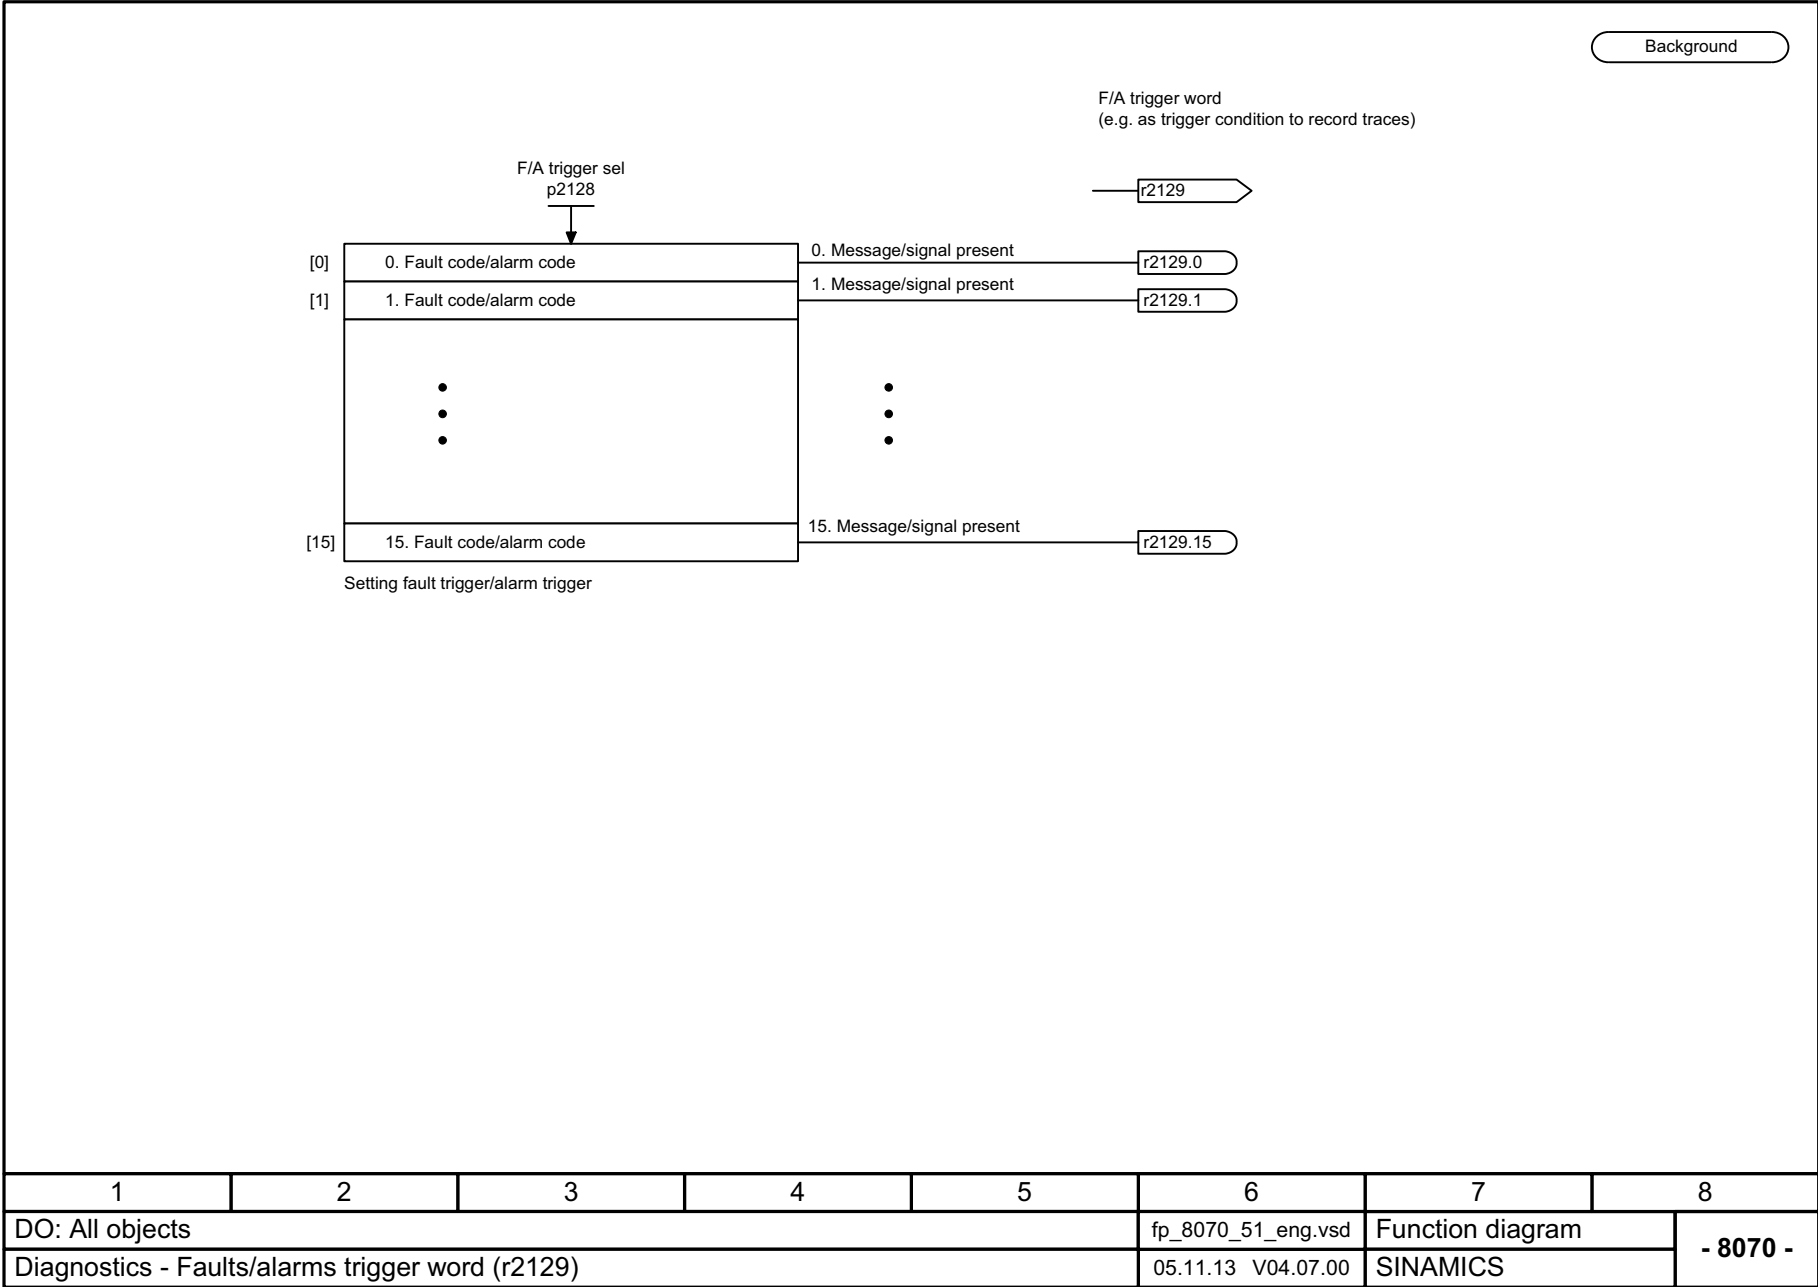 Background
F/A trigger word
(e.g. as trigger condition to record traces)
F/A trigger sel
p2128
r2129
[0] 0. Fault code/alarm code 0. Message/signal present r2129.0
[1] 1. Fault code/alarm code 1. Message/signal present r2129.1
[15] 15. Fault code/alarm code 15. Message/signal present r2129.15
Setting fault trigger/alarm trigger
1 2 3 4 5 6 7 8
DO: All objects fp_8070_51_eng.vsd Function diagram
- 8070 -
Diagnostics - Faults/alarms trigger word (r2129) 05.11.13 V04.07.00 SINAMICS